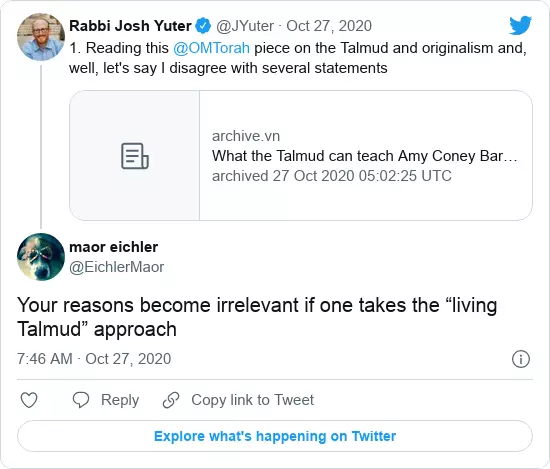 Rabbi Josh Yuter @JYuter · Oct 27, 2020
1. Reading this @OMTorah piece on the Talmud and originalism and,
well, let's say I disagree with several statements
archive.vn
What the Talmud can teach Amy Coney Bar…
archived 27 Oct 2020 05:02:25 UTC
maor eichler
@EichlerMaor
Your reasons become irrelevant if one takes the “living
Talmud” approach
7:46 AM · Oct 27, 2020
Reply
Copy link to Tweet
Explore what's happening on Twitter